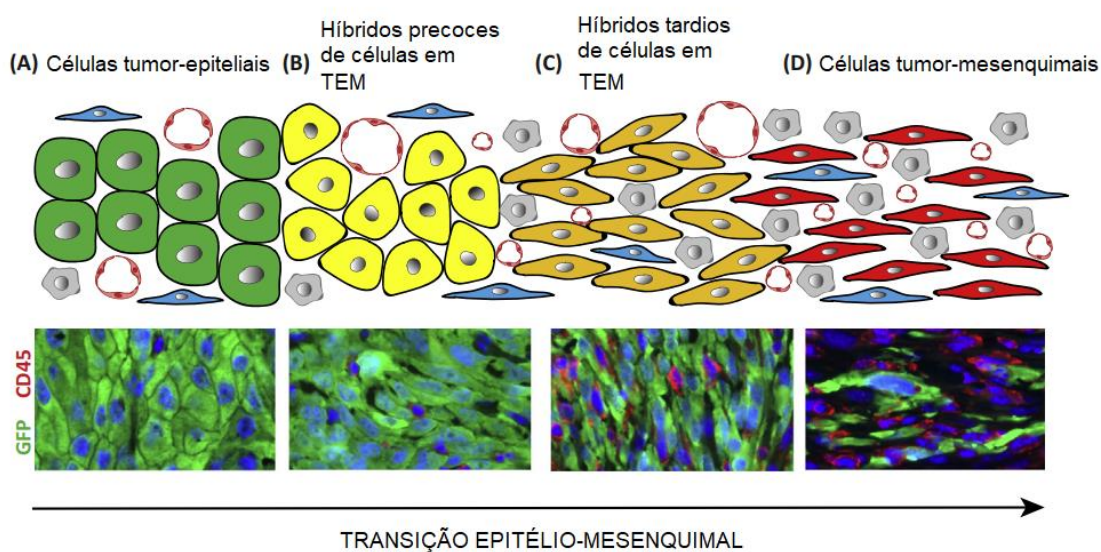 (A) Células tumor-epiteliais
(B) Híbridos precoces
de células em
TEM
(C) Híbridos tardios
de células em
TEM
(D) Células tumor-mesenquimais
GFP CD45
TRANSIÇÃO EPITÉLIO-MESENQUIMAL